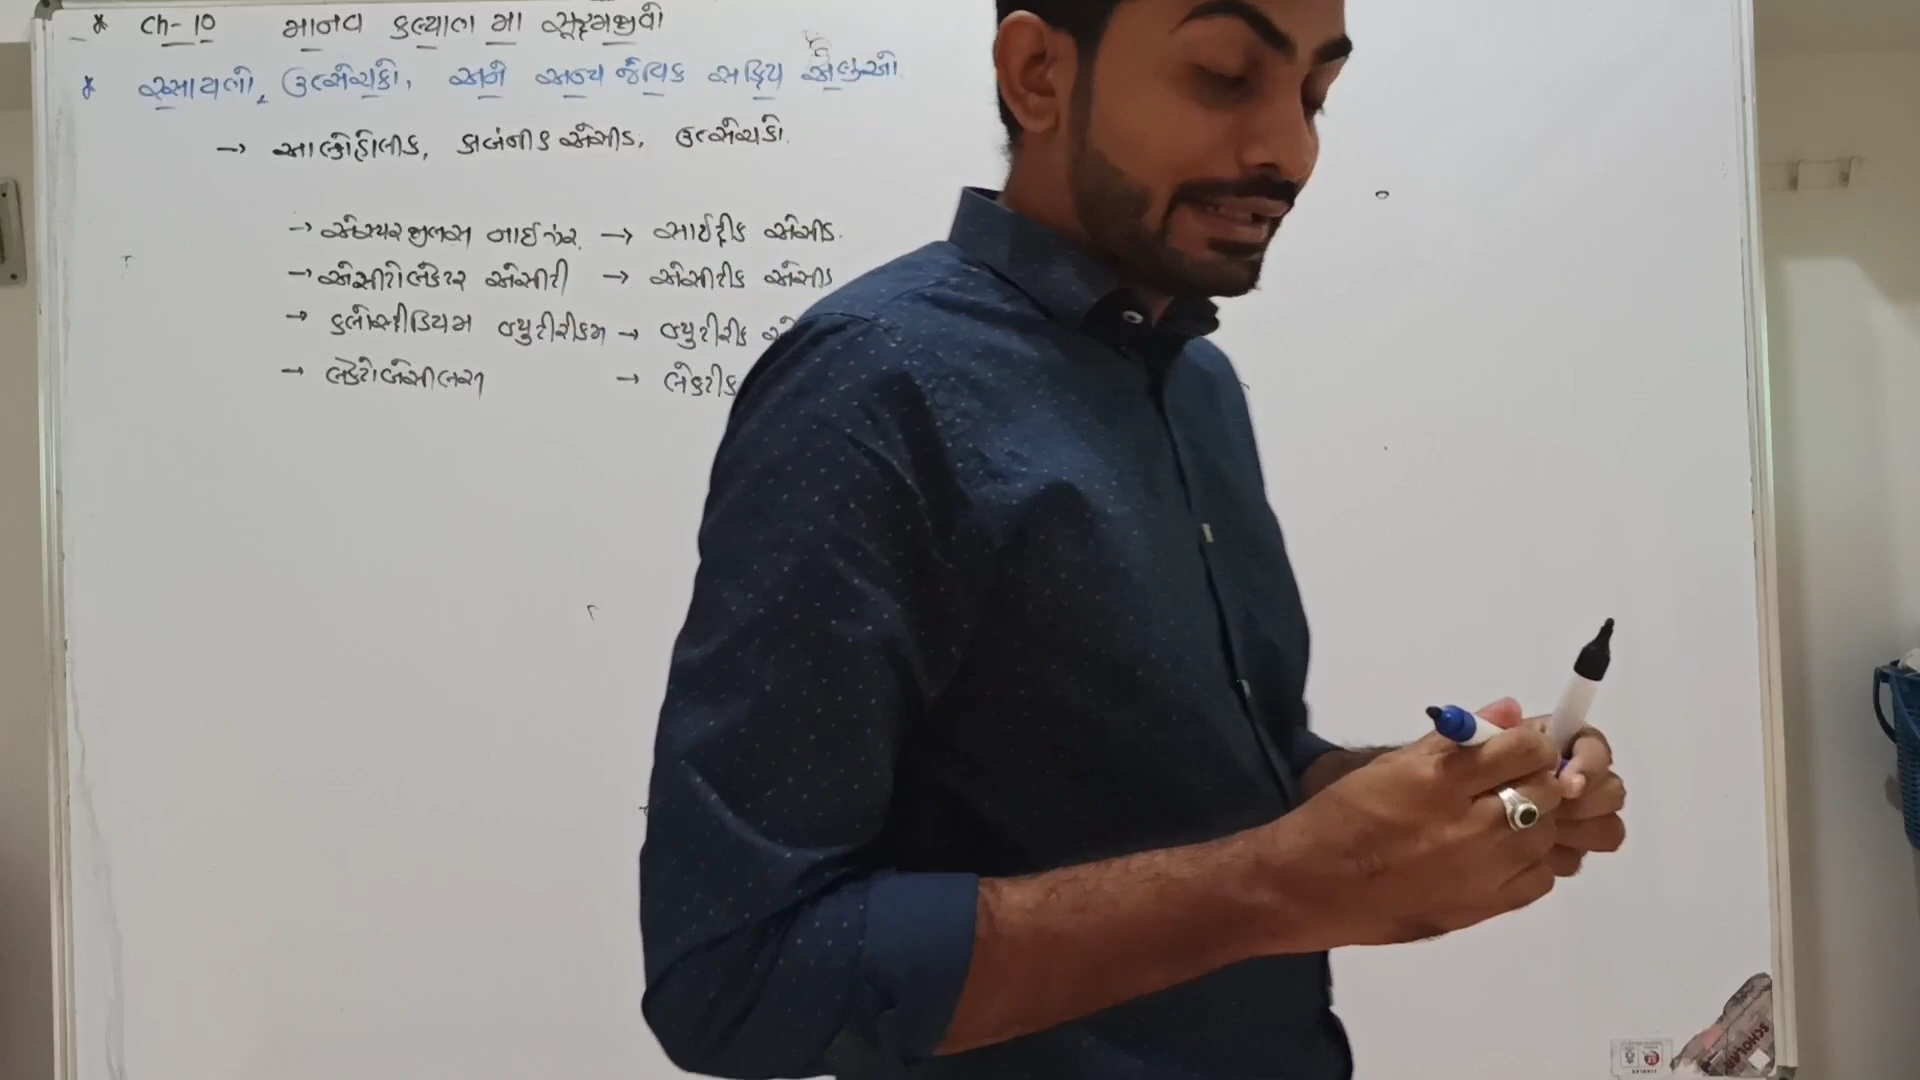 * Ch-10 માનવ કલ્યાણ મા સૂક્ષ્મજીવો
* રસાયણો, ઉત્સેચકો, અને અન્ય જૈવિક સક્રિય અણુઓ
→ આલ્કોહોલીક, કાર્બનીક એસીડ, ઉત્સેચકો.
→ એસ્પરજીલસ નાઈઝર → સાઈટ્રીક એસીડ.
→ એસીટોબેક્ટર એસીટી → એસીટીક એસીડ
→ ક્લોસ્ટ્રીડિયમ બ્યુટીરીકમ → બ્યુટીરીક
→ લેક્ટોબેસીલસ → લેક્ટીક